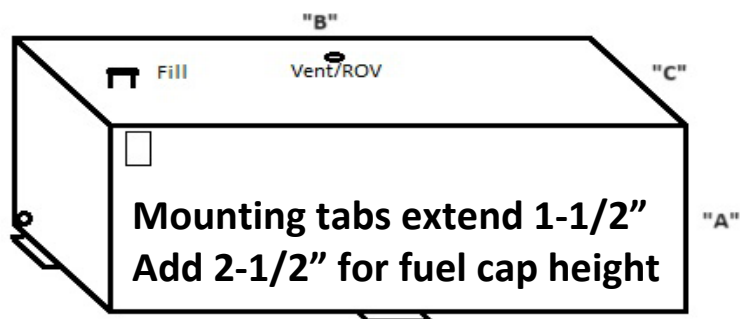 "B"
Fill
Vent/ROV
"C"
Mounting tabs extend 1-1/2”
"A"
Add 2-1/2” for fuel cap height